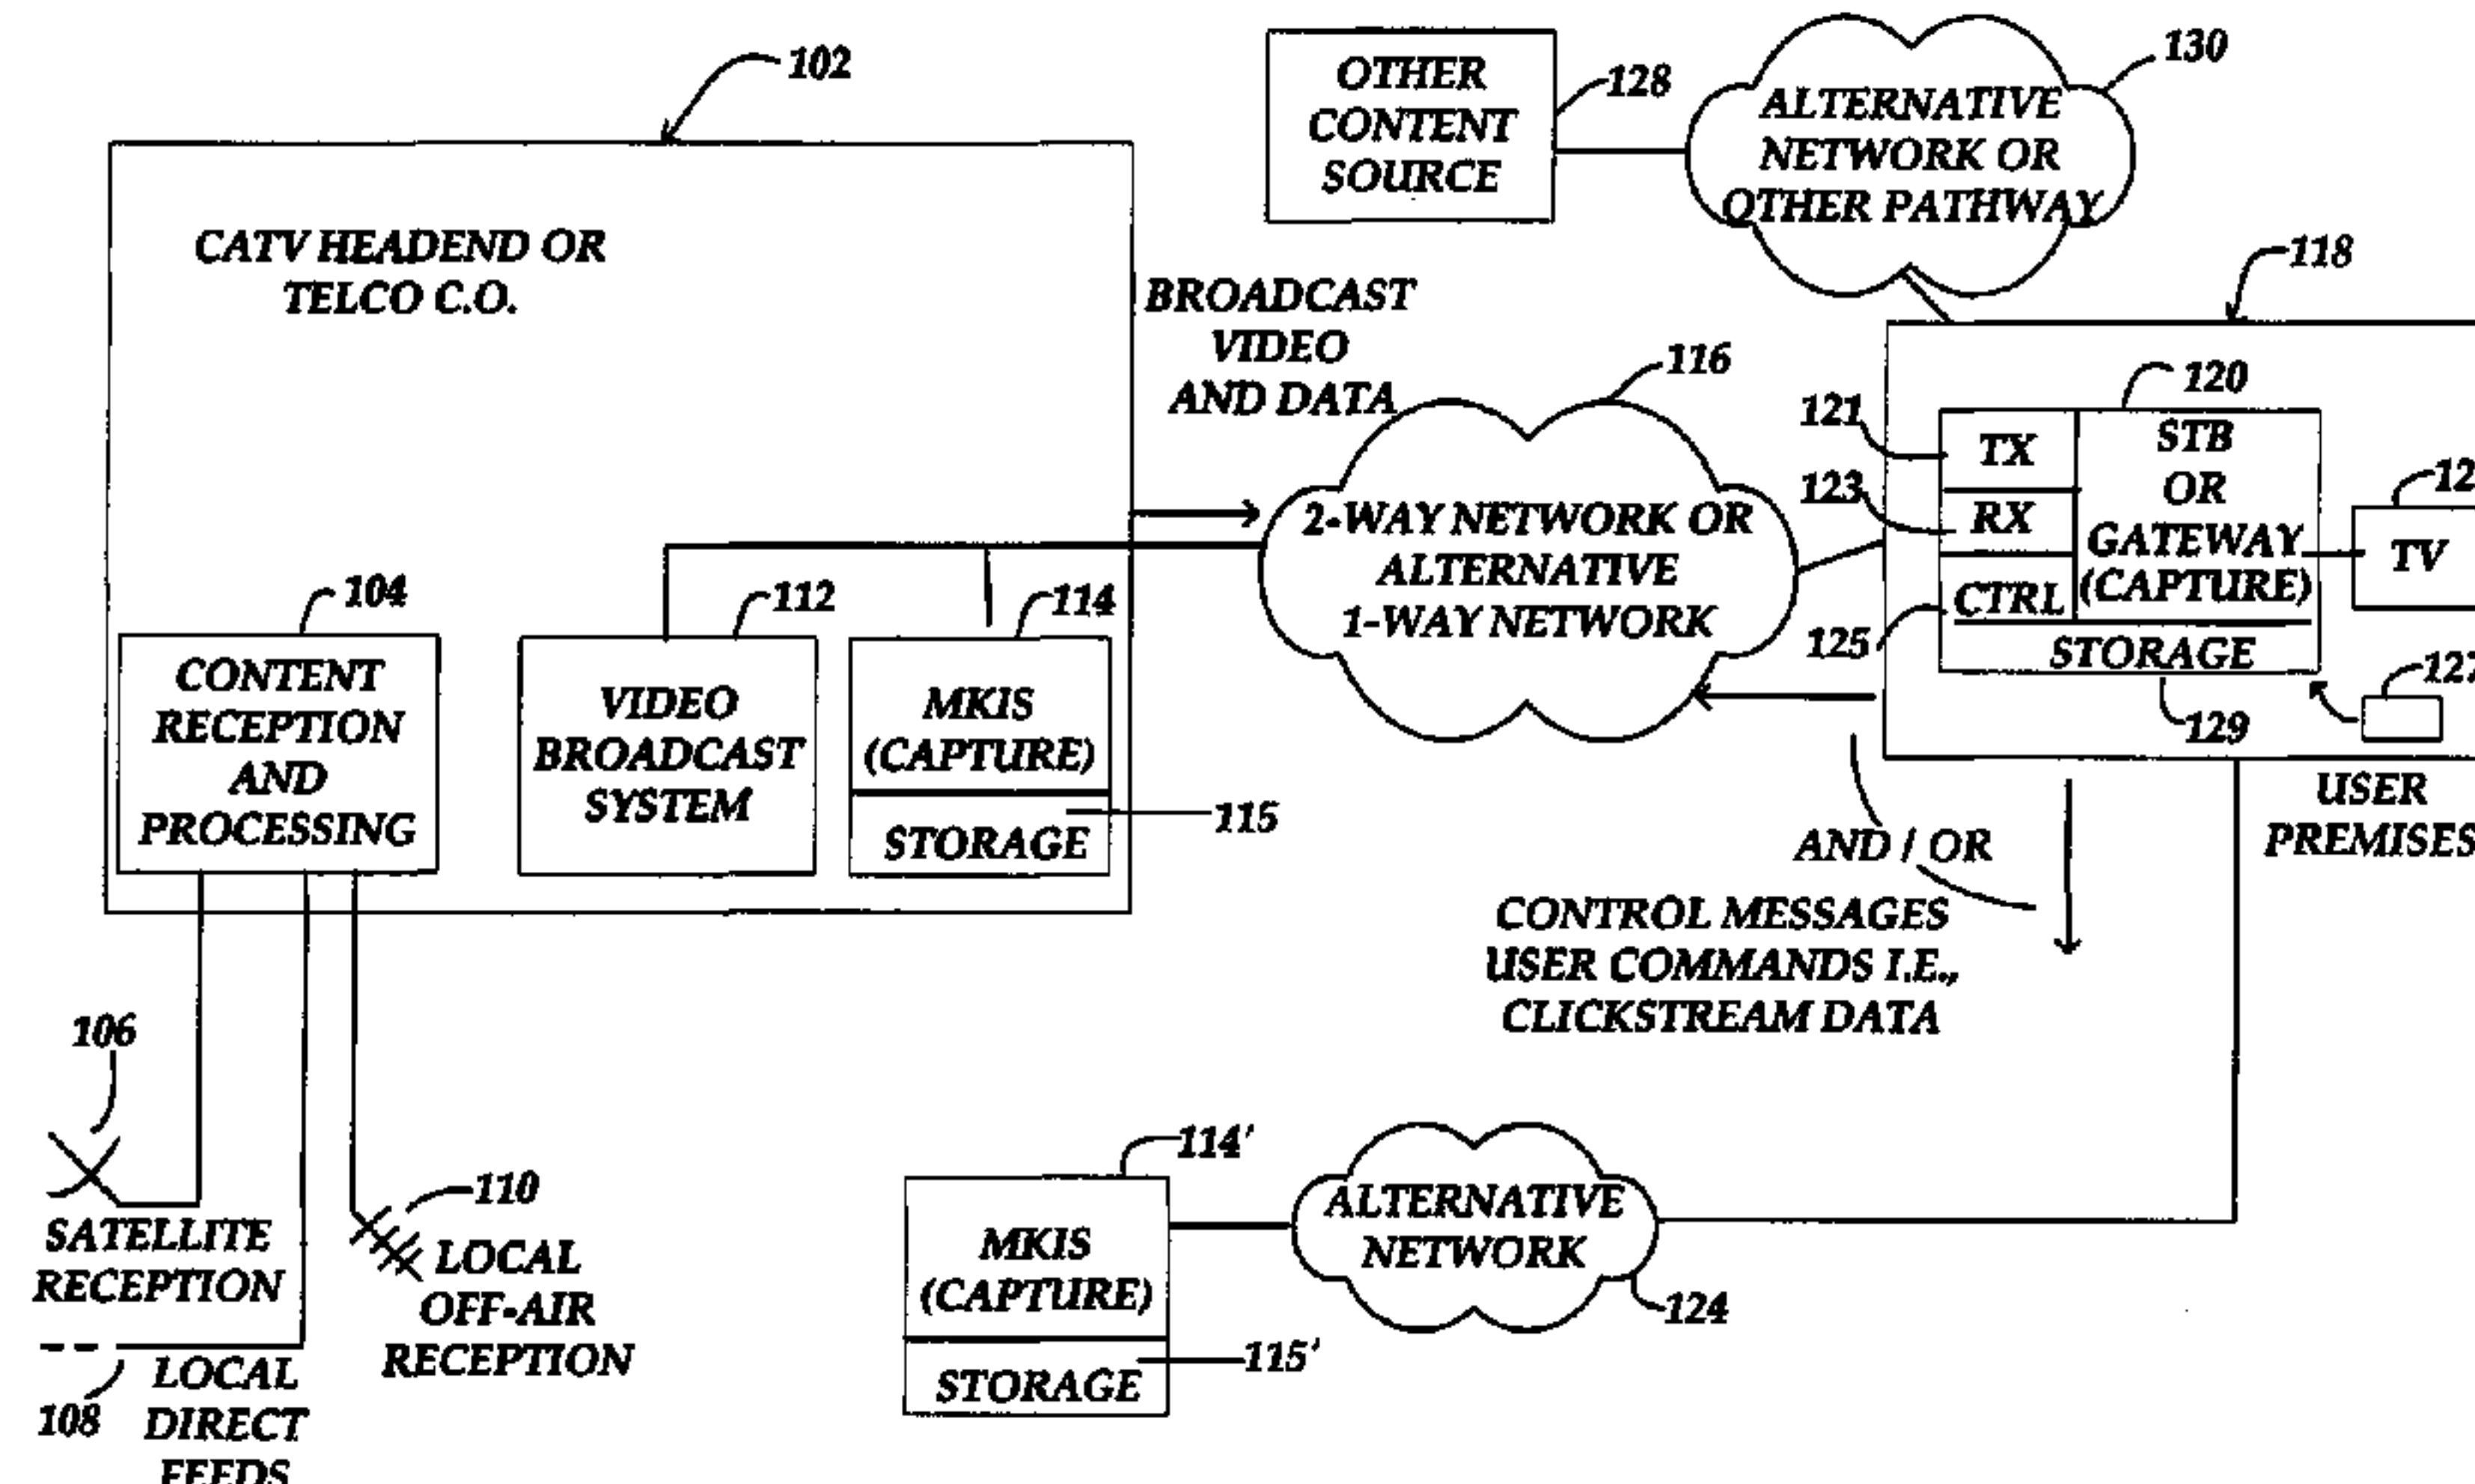 102
OTHER
CONTENT
SOURCE
128
ALTERNATIVE
NETWORK OR
OTHER PATHWAY
130
CATV HEADEND OR
TELCO C.O.
BROADCAST
VIDEO
AND DATA
116
118
120
121
TX
STB
OR
GATEWAY
(CAPTURE)
123
RX
125
CTRL
STORAGE
129
TV
127
USER
PREMISES
2-WAY NETWORK OR
ALTERNATIVE
1-WAY NETWORK
104
CONTENT
RECEPTION
AND
PROCESSING
112
VIDEO
BROADCAST
SYSTEM
114
MKIS
(CAPTURE)
STORAGE
115
AND / OR
CONTROL MESSAGES
USER COMMANDS I.E.,
CLICKSTREAM DATA
106
SATELLITE
RECEPTION
108
LOCAL
DIRECT
FEEDS
110
LOCAL
OFF-AIR
RECEPTION
114'
MKIS
(CAPTURE)
STORAGE
115'
ALTERNATIVE
NETWORK
124